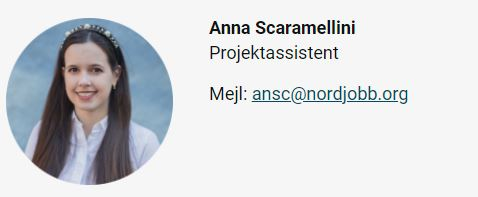 Anna Scaramellini
Projektassistent
Mejl: ansc@nordjobb.org